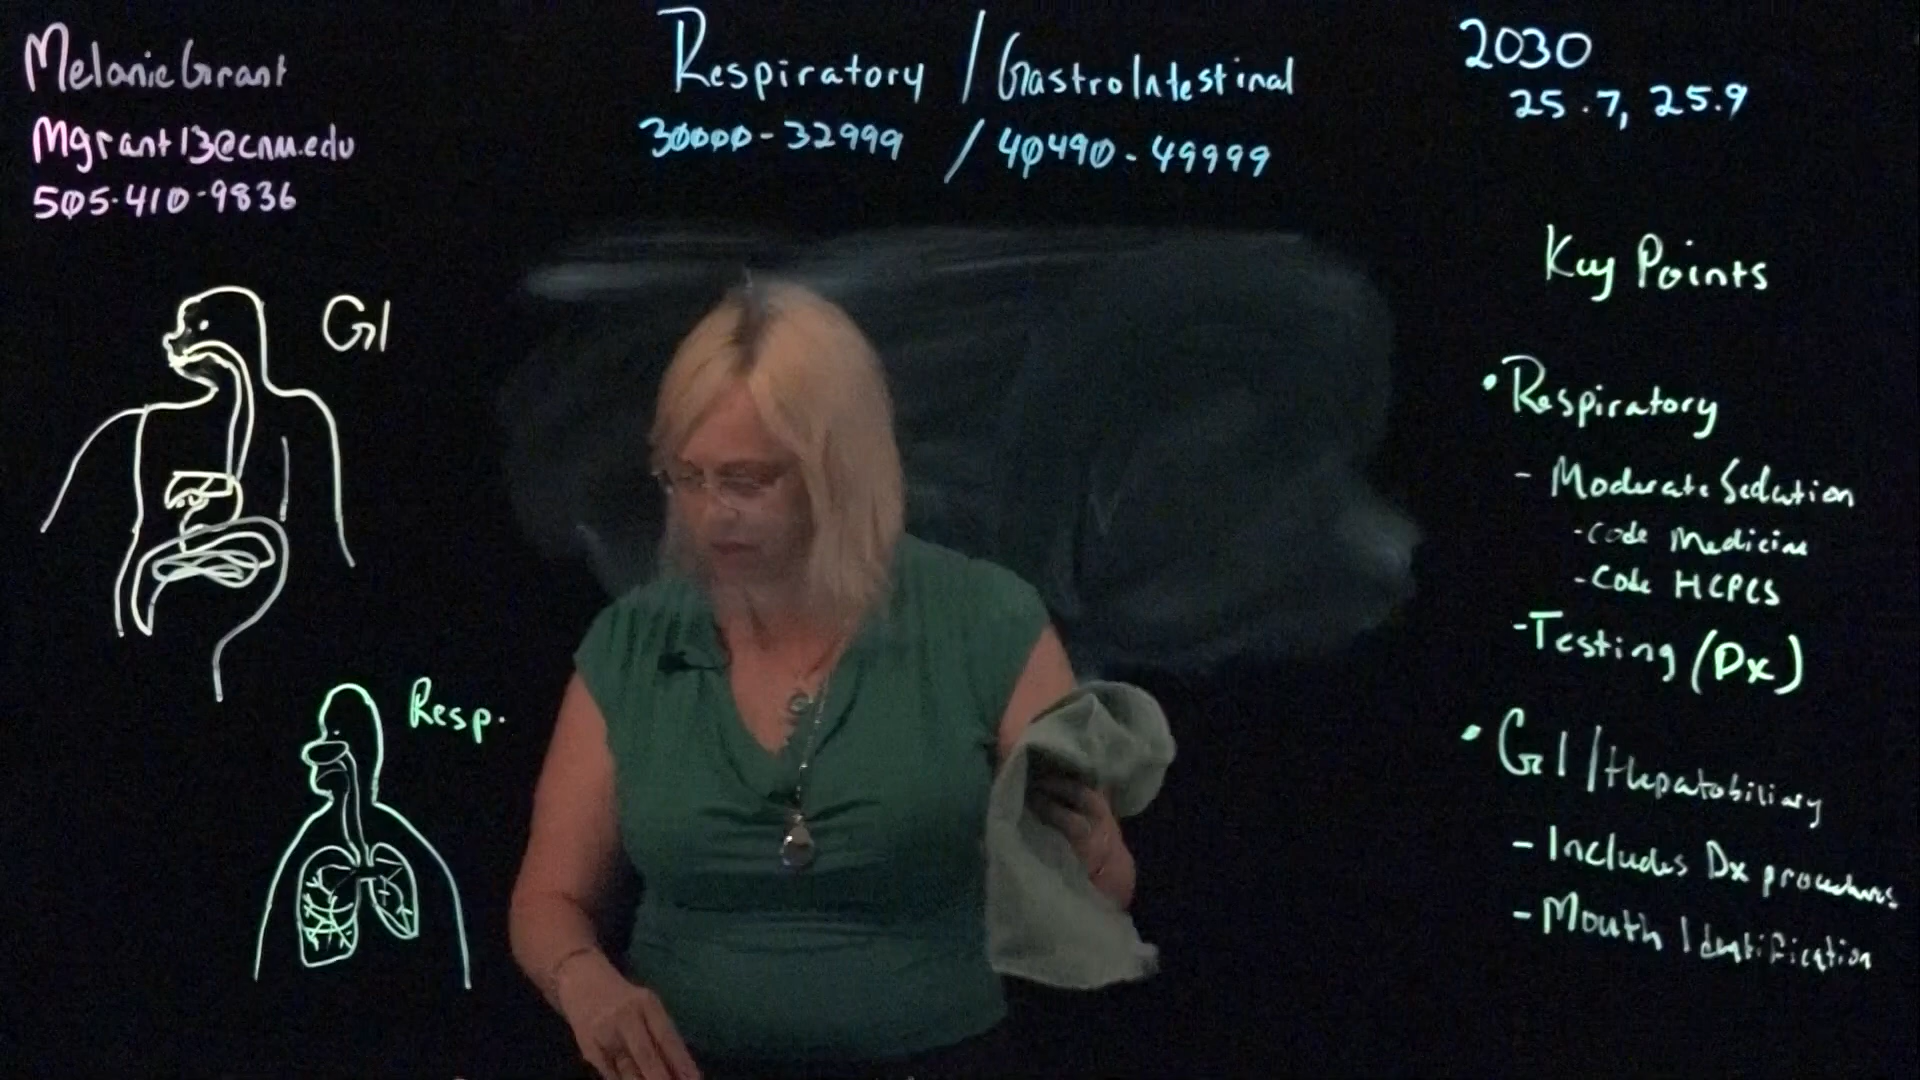 Melanie Grant
Mgrant13@cnm.edu
505-410-9836
Respiratory / GastroIntestinal
30000-32999 / 40490-49999
2030
25.7, 25.9
GI
Resp.
Key Points
• Respiratory
- Moderate Sedation
- Code Medicine
- Code HCPCS
- Testing (Dx)
• GI / Hepatobiliary
- Includes Dx procedures
- Mouth Identification